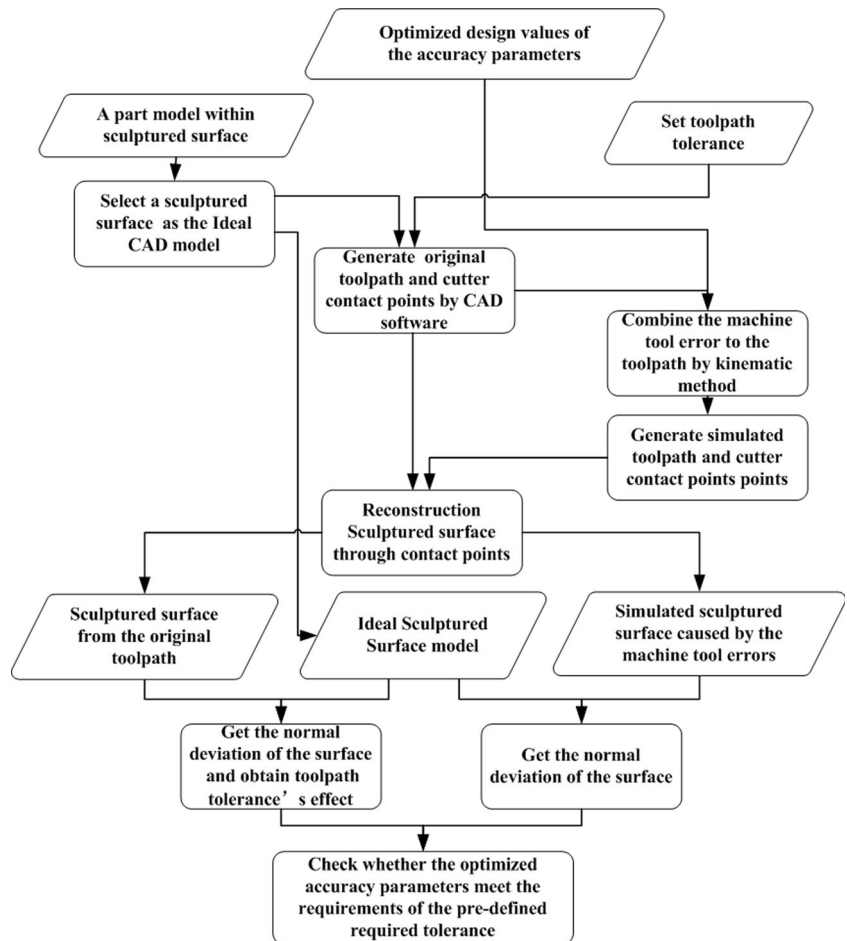 Optimized design values of
the accuracy parameters
A part model within
sculptured surface
Set toolpath
tolerance
Select a sculptured
surface as the Ideal
CAD model
Generate original
toolpath and cutter
contact points by CAD
software
Combine the machine
tool error to the
toolpath by kinematic
method
Generate simulated
toolpath and cutter
contact points points
Reconstruction
Sculptured surface
through contact points
Sculptured surface
from the original
toolpath
Ideal Sculptured
Surface model
Simulated sculptured
surface caused by the
machine tool errors
Get the normal
deviation of the surface
and obtain toolpath
tolerance’s effect
Get the normal
deviation of the surface
Check whether the optimized
accuracy parameters meet the
requirements of the pre-defined
required tolerance